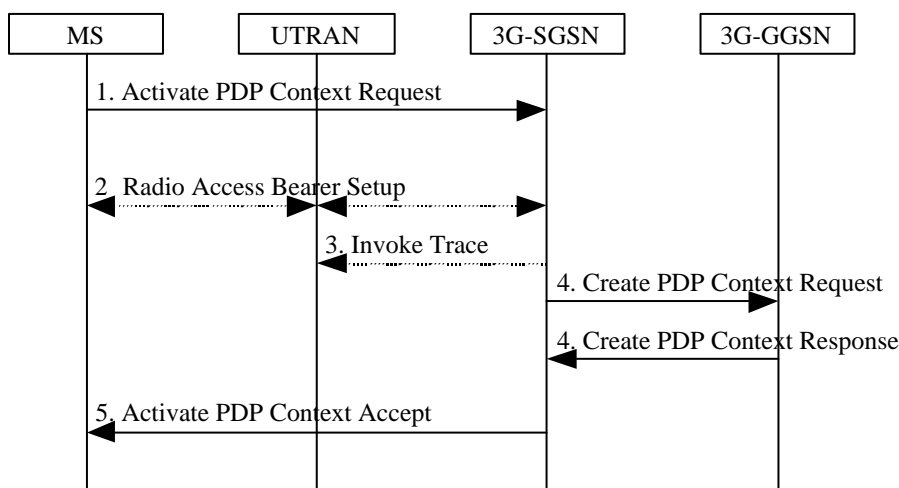 MS
UTRAN
3G-SGSN
3G-GGSN
1. Activate PDP Context Request
2 Radio Access Bearer Setup
3. Invoke Trace
4. Create PDP Context Request
4. Create PDP Context Response
5. Activate PDP Context Accept